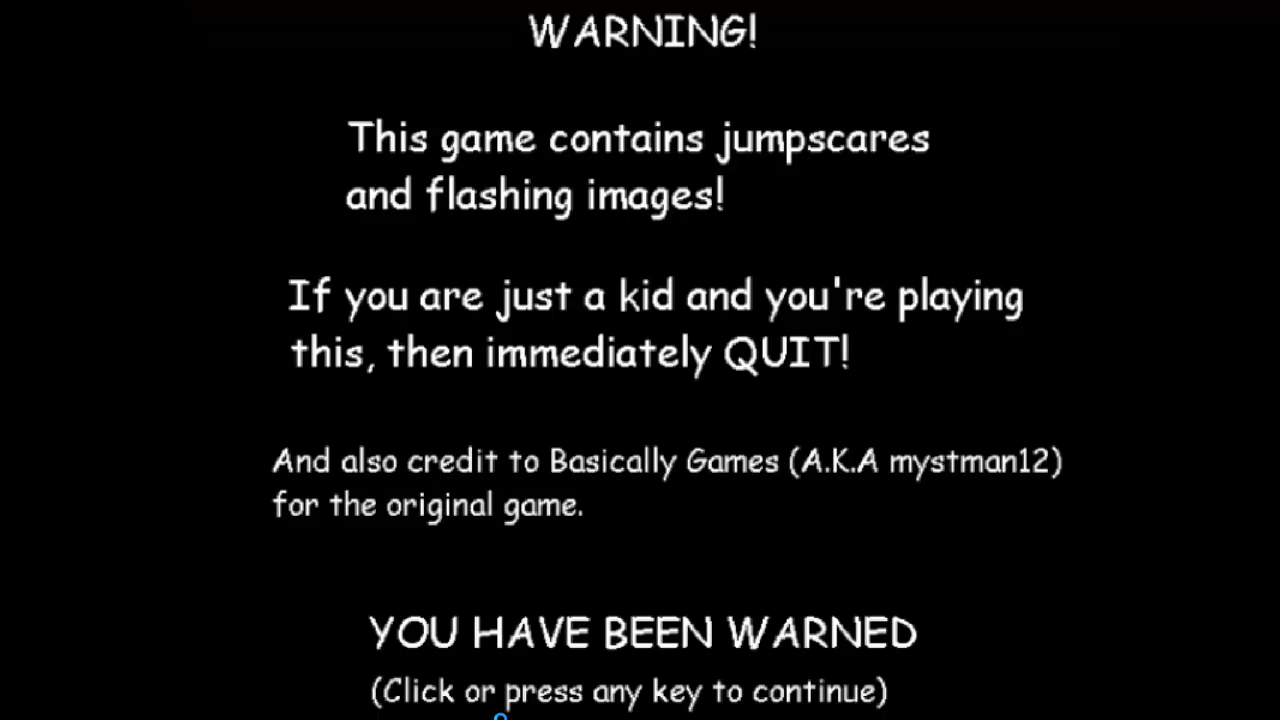 WARNING!
This game contains jumpscares
and flashing images!
If you are just a kid and you're playing
this, then immediately QUIT!
And also credit to Basically Games (A.K.A mystman12)
for the original game.
YOU HAVE BEEN WARNED
(Click or press any key to continue)